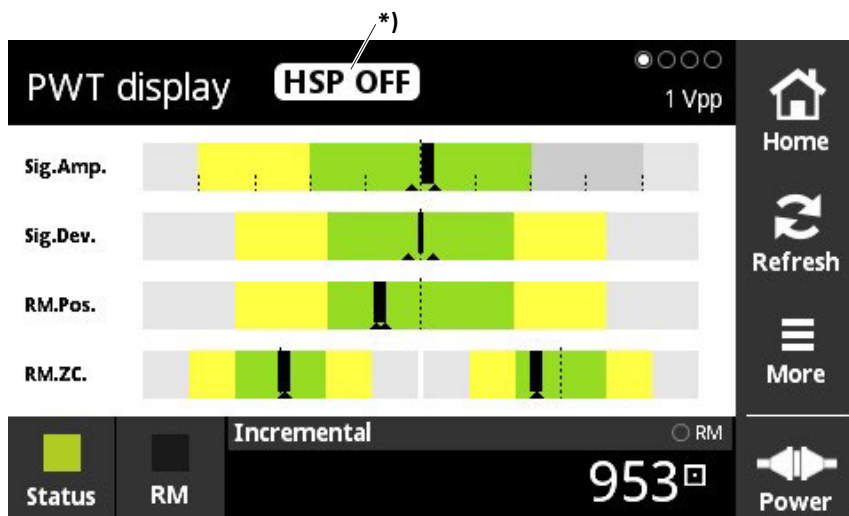 *)
PWT display
HSP OFF
1 Vpp
Home
Sig.Amp.
Sig.Dev.
Refresh
RM.Pos.
RM.ZC.
More
Incremental
RM
953
Status
RM
Power